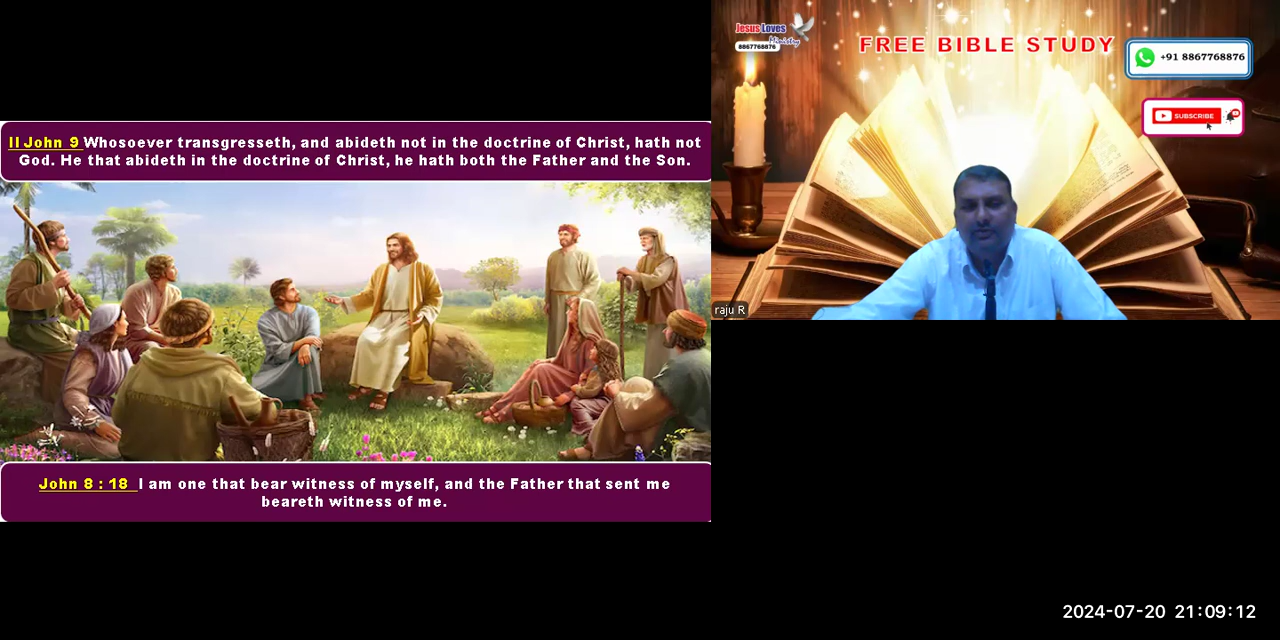 II John 9 Whosoever transgresseth, and abideth not in the doctrine of Christ, hath not
God. He that abideth in the doctrine of Christ, he hath both the Father and the Son.
John 8 : 18 I am one that bear witness of myself, and the Father that sent me
beareth witness of me.
Jesus Loves
Ministry
8867768876
FREE BIBLE STUDY
+91 8867768876
SUBSCRIBE
raju R
2024-07-20 21:09:12